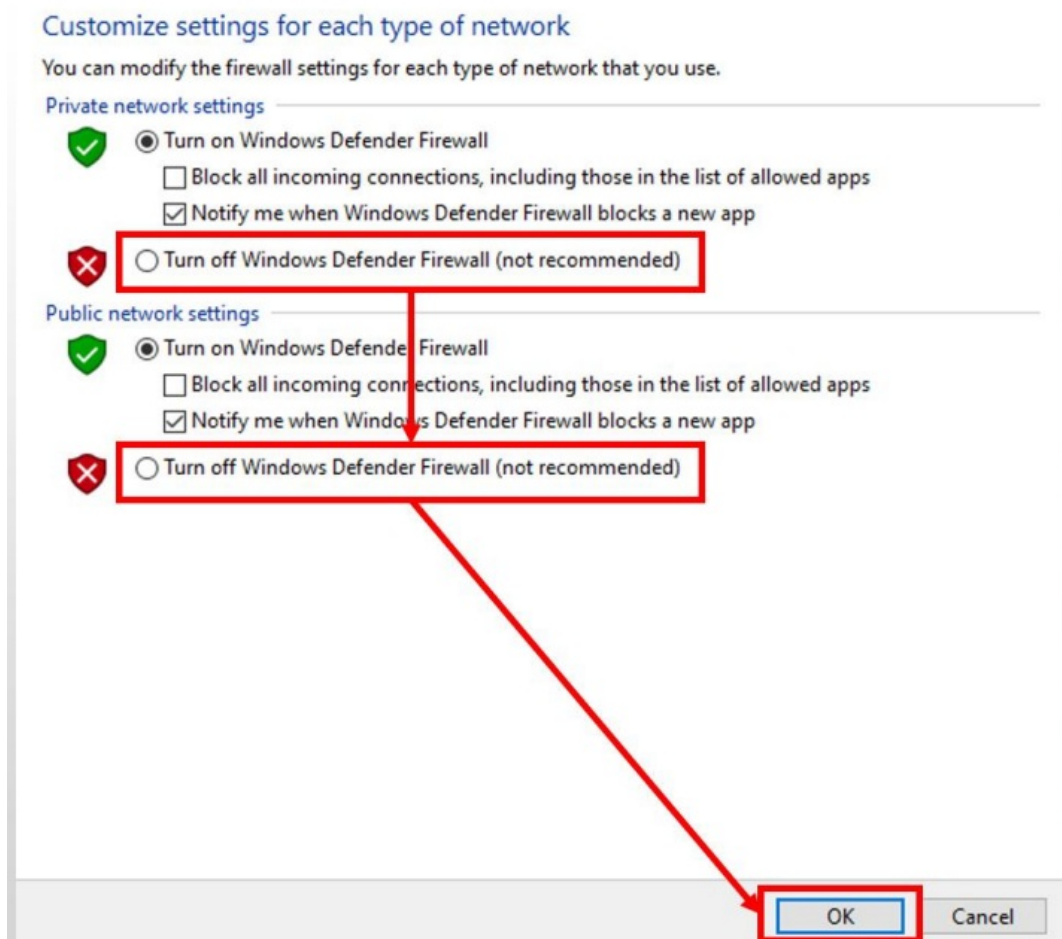 Customize settings for each type of network
You can modify the firewall settings for each type of network that you use.
Private network settings
Turn on Windows Defender Firewall
Block all incoming connections, including those in the list of allowed apps
Notify me when Windows Defender Firewall blocks a new app
Turn off Windows Defender Firewall (not recommended)
Public network settings
Turn on Windows Defender Firewall
Block all incoming connections, including those in the list of allowed apps
Notify me when Windows Defender Firewall blocks a new app
Turn off Windows Defender Firewall (not recommended)
OK Cancel